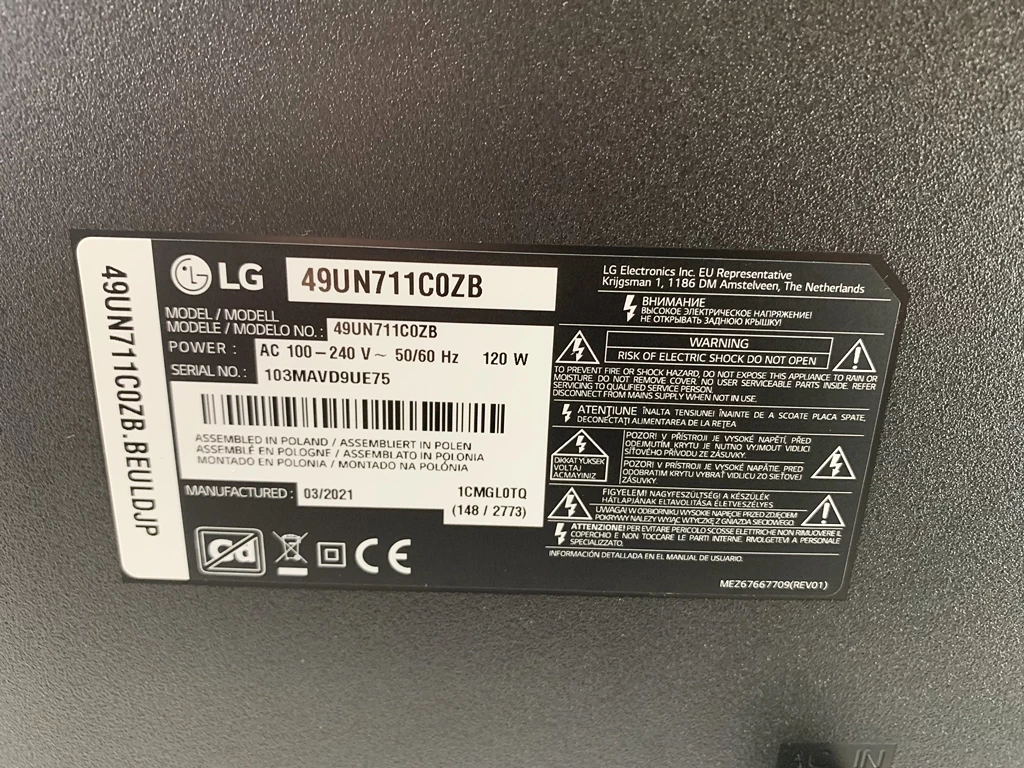 49UN711C0ZB.BEULDJP
LG
49UN711C0ZB
MODEL / MODELL
MODELE / MODELO NO. : 49UN711C0ZB
POWER : AC 100 – 240 V ~ 50/60 Hz 120 W
SERIAL NO. : 103MAVD9UE75
ASSEMBLED IN POLAND / ASSEMBLIERT IN POLEN
ASSEMBLÉ EN POLOGNE / ASSEMBLATO IN POLONIA
MONTADO EN POLONIA / MONTADO NA POLÓNIA
MANUFACTURED : 03/2021 1CMGL0TQ
(148 / 2773)
Cd
CE
LG Electronics Inc. EU Representative
Krijgsman 1, 1186 DM Amstelveen, The Netherlands
ВНИМАНИЕ
ВЫСОКОЕ ЭЛЕКТРИЧЕСКОЕ НАПРЯЖЕНИЕ!
НЕ ОТКРЫВАТЬ ЗАДНЮЮ КРЫШКУ!
WARNING
RISK OF ELECTRIC SHOCK DO NOT OPEN
TO PREVENT FIRE OR SHOCK HAZARD, DO NOT EXPOSE THIS APPLIANCE TO RAIN OR
MOISTURE DO NOT REMOVE COVER. NO USER SERVICEABLE PARTS INSIDE. REFER
SERVICING TO QUALIFIED SERVICE PERSON.
DISCONNECT FROM MAINS SUPPLY WHEN NOT IN USE.
ATENȚIUNE ÎNALTA TENSIUNE! ÎNAINTE DE A SCOATE PLACA SPATE,
DECONECTAȚI ALIMENTAREA DE LA REȚEA
DIKKAT YUKSEK
VOLTAJ
ACMAYINIZ
POZOR! V PŘÍSTROJI JE VYSOKÉ NAPĚTÍ, PŘED
ODEJMUTÍM KRYTU JE NUTNO VYJMOUT VIDLICI
SÍŤOVÉHO PŘÍVODU ZE ZÁSUVKY.
POZOR! V PRÍSTROJI JE VYSOKÉ NAPÄTIE. PRED
ODOBRATÍM KRYTU VYBRAŤ VIDLICU ZO SIEŤOVEJ
ZÁSUVKY.
FIGYELEM! NAGYFESZÜLTSÉG! A KÉSZÜLÉK
HÁTLAPJÁNAK ELTÁVOLÍTÁSA ÉLETVESZÉLYES
UWAGA! W ODBIORNIKU WYSOKIE NAPIĘCIE PRZED ZDJĘCIEM
POKRYWY NALEŻY WYJĄĆ WTYCZKĘ Z GNIAZDA SIECIOWEGO.
ATTENZIONE! PER EVITARE PERICOLO SCOSSE ELETTRICHE NON RIMUOVERE IL
COPERCHIO E NON TOCCARE LE PARTI INTERNE. RIVOLGETEVI A PERSONALE
SPECIALIZZATO.
INFORMACIÓN DETALLADA EN EL MANUAL DE USUARIO.
MEZ67667709(REV01)
IN